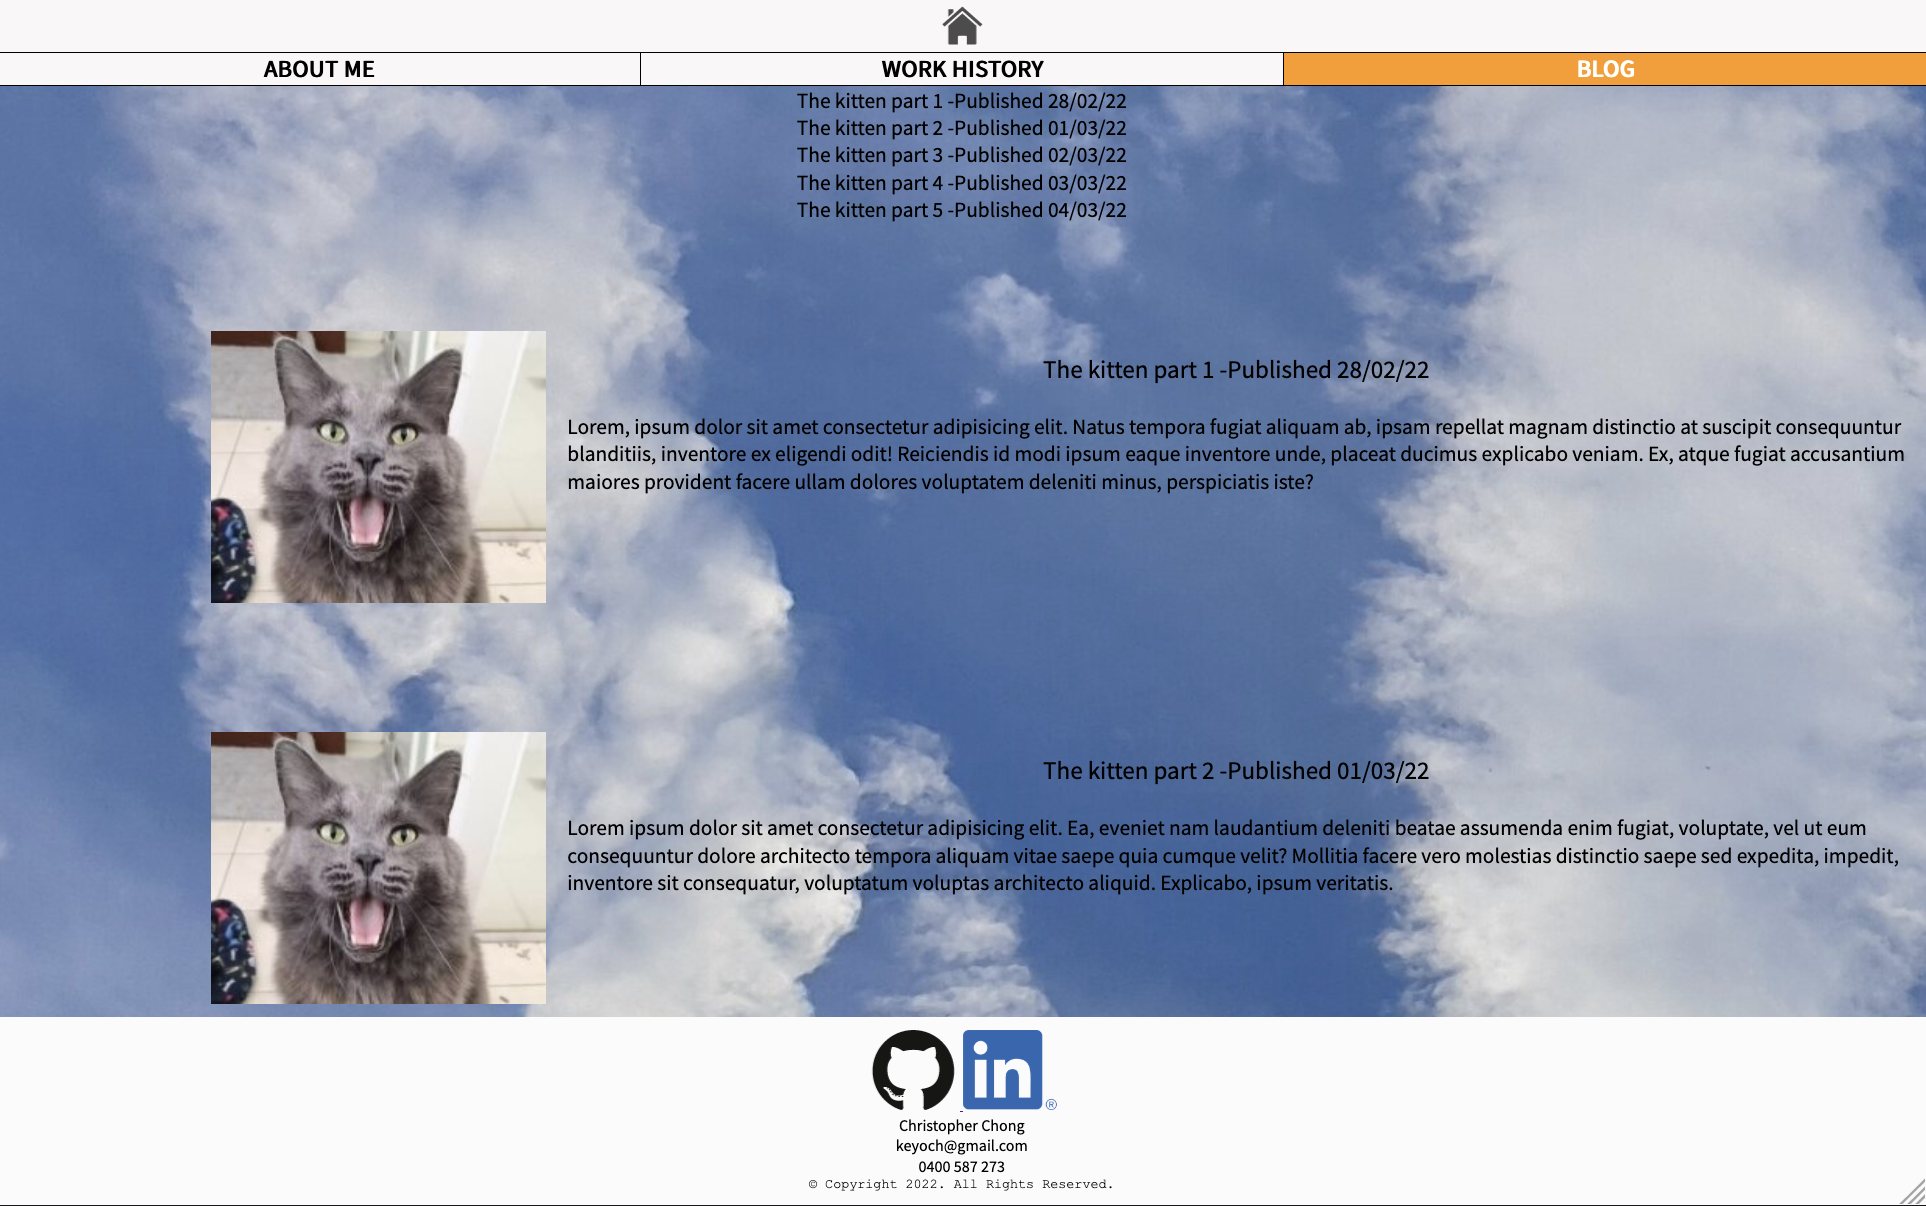 ABOUT ME
WORK HISTORY
BLOG
The kitten part 1 -Published 28/02/22
The kitten part 2 -Published 01/03/22
The kitten part 3 -Published 02/03/22
The kitten part 4 -Published 03/03/22
The kitten part 5 -Published 04/03/22
The kitten part 1 -Published 28/02/22
Lorem, ipsum dolor sit amet consectetur adipisicing elit. Natus tempora fugiat aliquam ab, ipsam repellat magnam distinctio at suscipit consequuntur
blanditiis, inventore ex eligendi odit! Reiciendis id modi ipsum eaque inventore unde, placeat ducimus explicabo veniam. Ex, atque fugiat accusantium
maiores provident facere ullam dolores voluptatem deleniti minus, perspiciatis iste?
The kitten part 2 -Published 01/03/22
Lorem ipsum dolor sit amet consectetur adipisicing elit. Ea, eveniet nam laudantium deleniti beatae assumenda enim fugiat, voluptate, vel ut eum
consequuntur dolore architecto tempora aliquam vitae saepe quia cumque velit? Mollitia facere vero molestias distinctio saepe sed expedita, impedit,
inventore sit consequatur, voluptatum voluptas architecto aliquid. Explicabo, ipsum veritatis.
in ®
Christopher Chong
keyoch@gmail.com
0400 587 273
© Copyright 2022. All Rights Reserved.